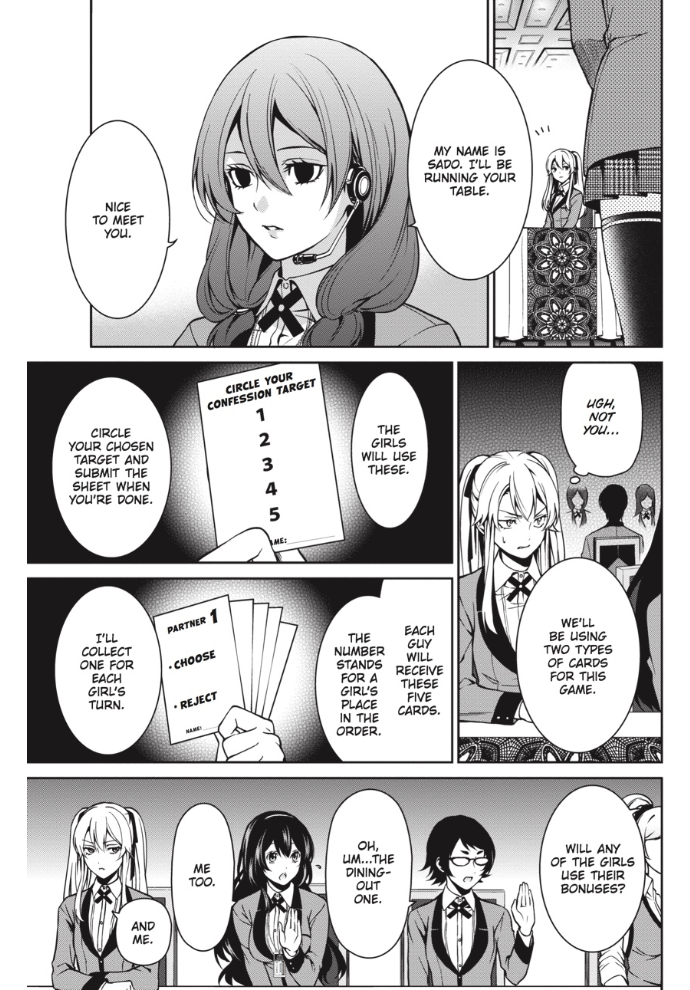 MY NAME IS
SADO. I'LL BE
RUNNING YOUR
TABLE.
NICE
TO MEET
YOU.
UGH,
NOT
YOU...
WE'LL
BE USING
TWO TYPES
OF CARDS
FOR THIS
GAME.
THE
GIRLS
WILL USE
THESE.
CIRCLE YOUR
CONFESSION TARGET
1
2
3
4
5
NAME:
CIRCLE
YOUR CHOSEN
TARGET AND
SUBMIT THE
SHEET WHEN
YOU'RE DONE.
EACH
GUY
WILL
RECEIVE
THESE
FIVE
CARDS.
THE
NUMBER
STANDS
FOR A
GIRL'S
PLACE
IN THE
ORDER.
PARTNER 1
• CHOOSE
• REJECT
NAME:
I'LL
COLLECT
ONE FOR
EACH
GIRL'S
TURN.
WILL ANY
OF THE GIRLS
USE THEIR
BONUSES?
OH,
UM...THE
DINING-
OUT
ONE.
ME
TOO.
AND
ME.